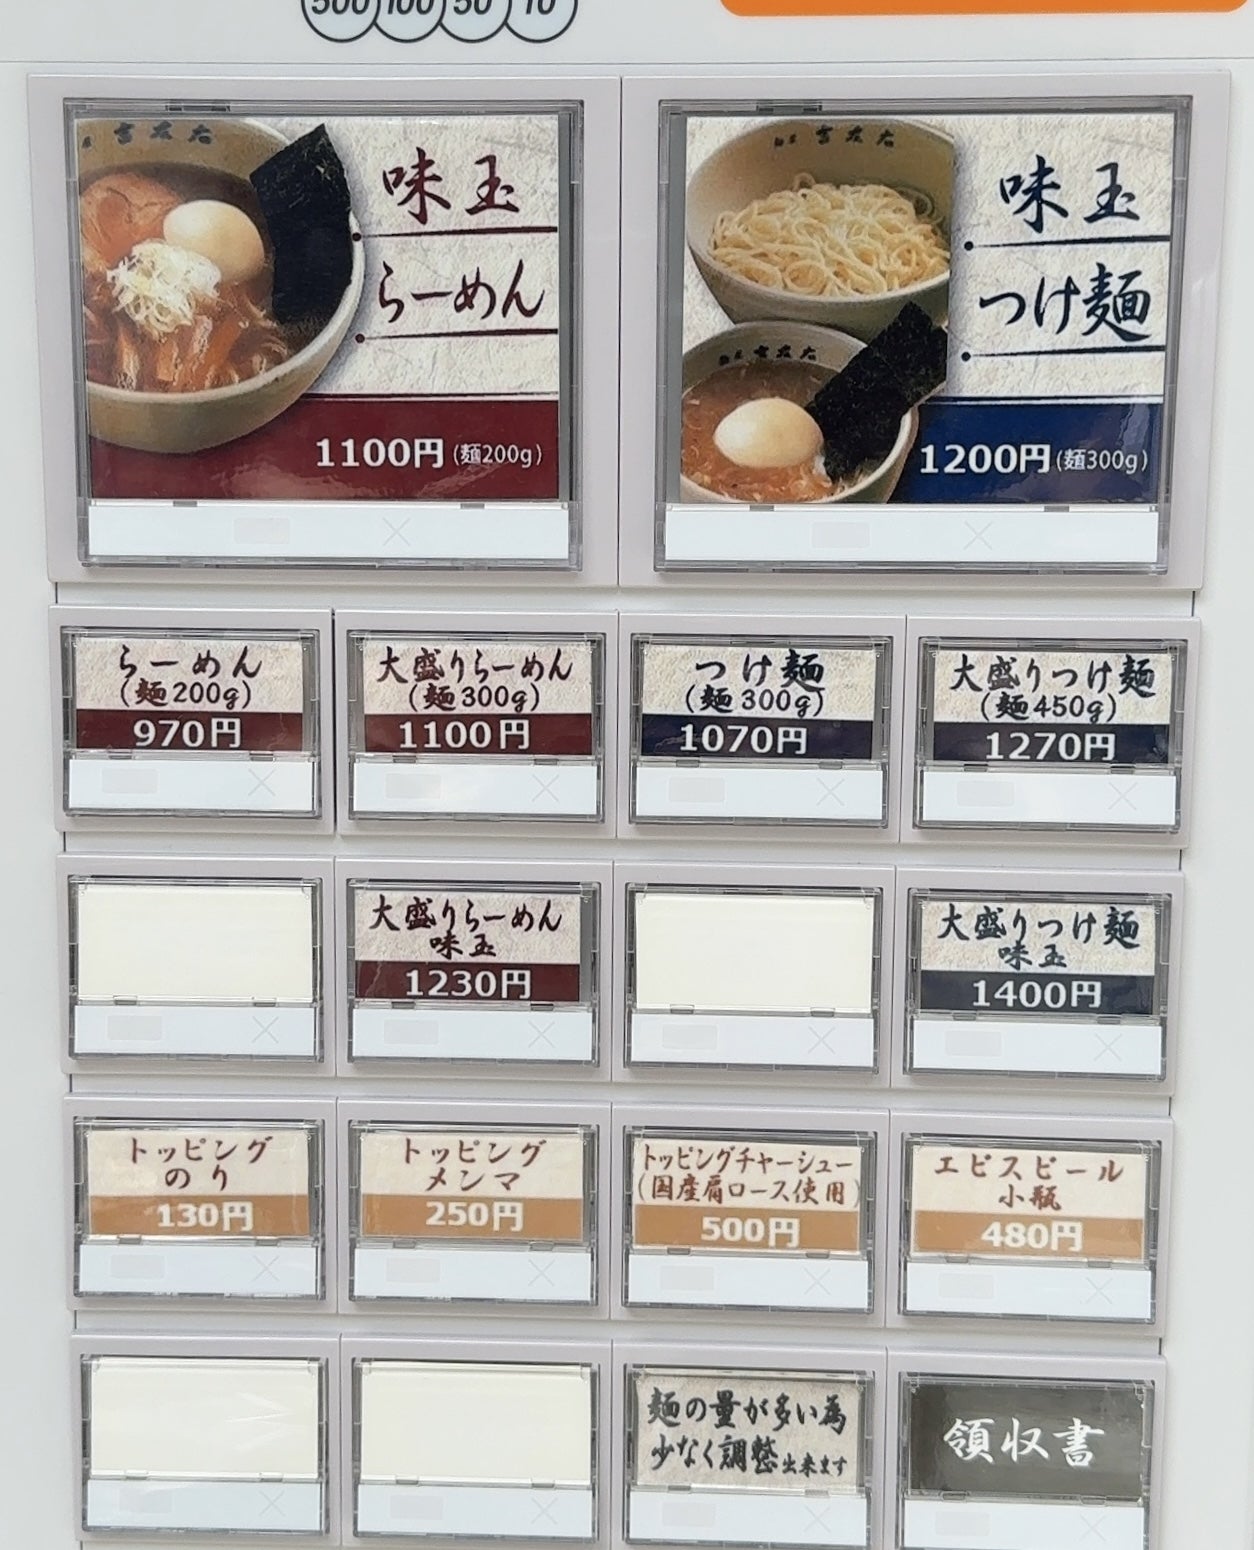 500 100 50 10
味玉
らーめん
1100円(麺200g)
味玉
つけ麺
1200円(麺300g)
らーめん
(麺200g)
970円
大盛りらーめん
(麺300g)
1100円
つけ麺
(麺300g)
1070円
大盛りつけ麺
(麺450g)
1270円
大盛りらーめん
味玉
1230円
大盛りつけ麺
味玉
1400円
トッピング
のり
130円
トッピング
メンマ
250円
トッピングチャーシュー
(国産肩ロース使用)
500円
エビスビール
小瓶
480円
麺の量が多い為
少なく調整出来ます
領収書